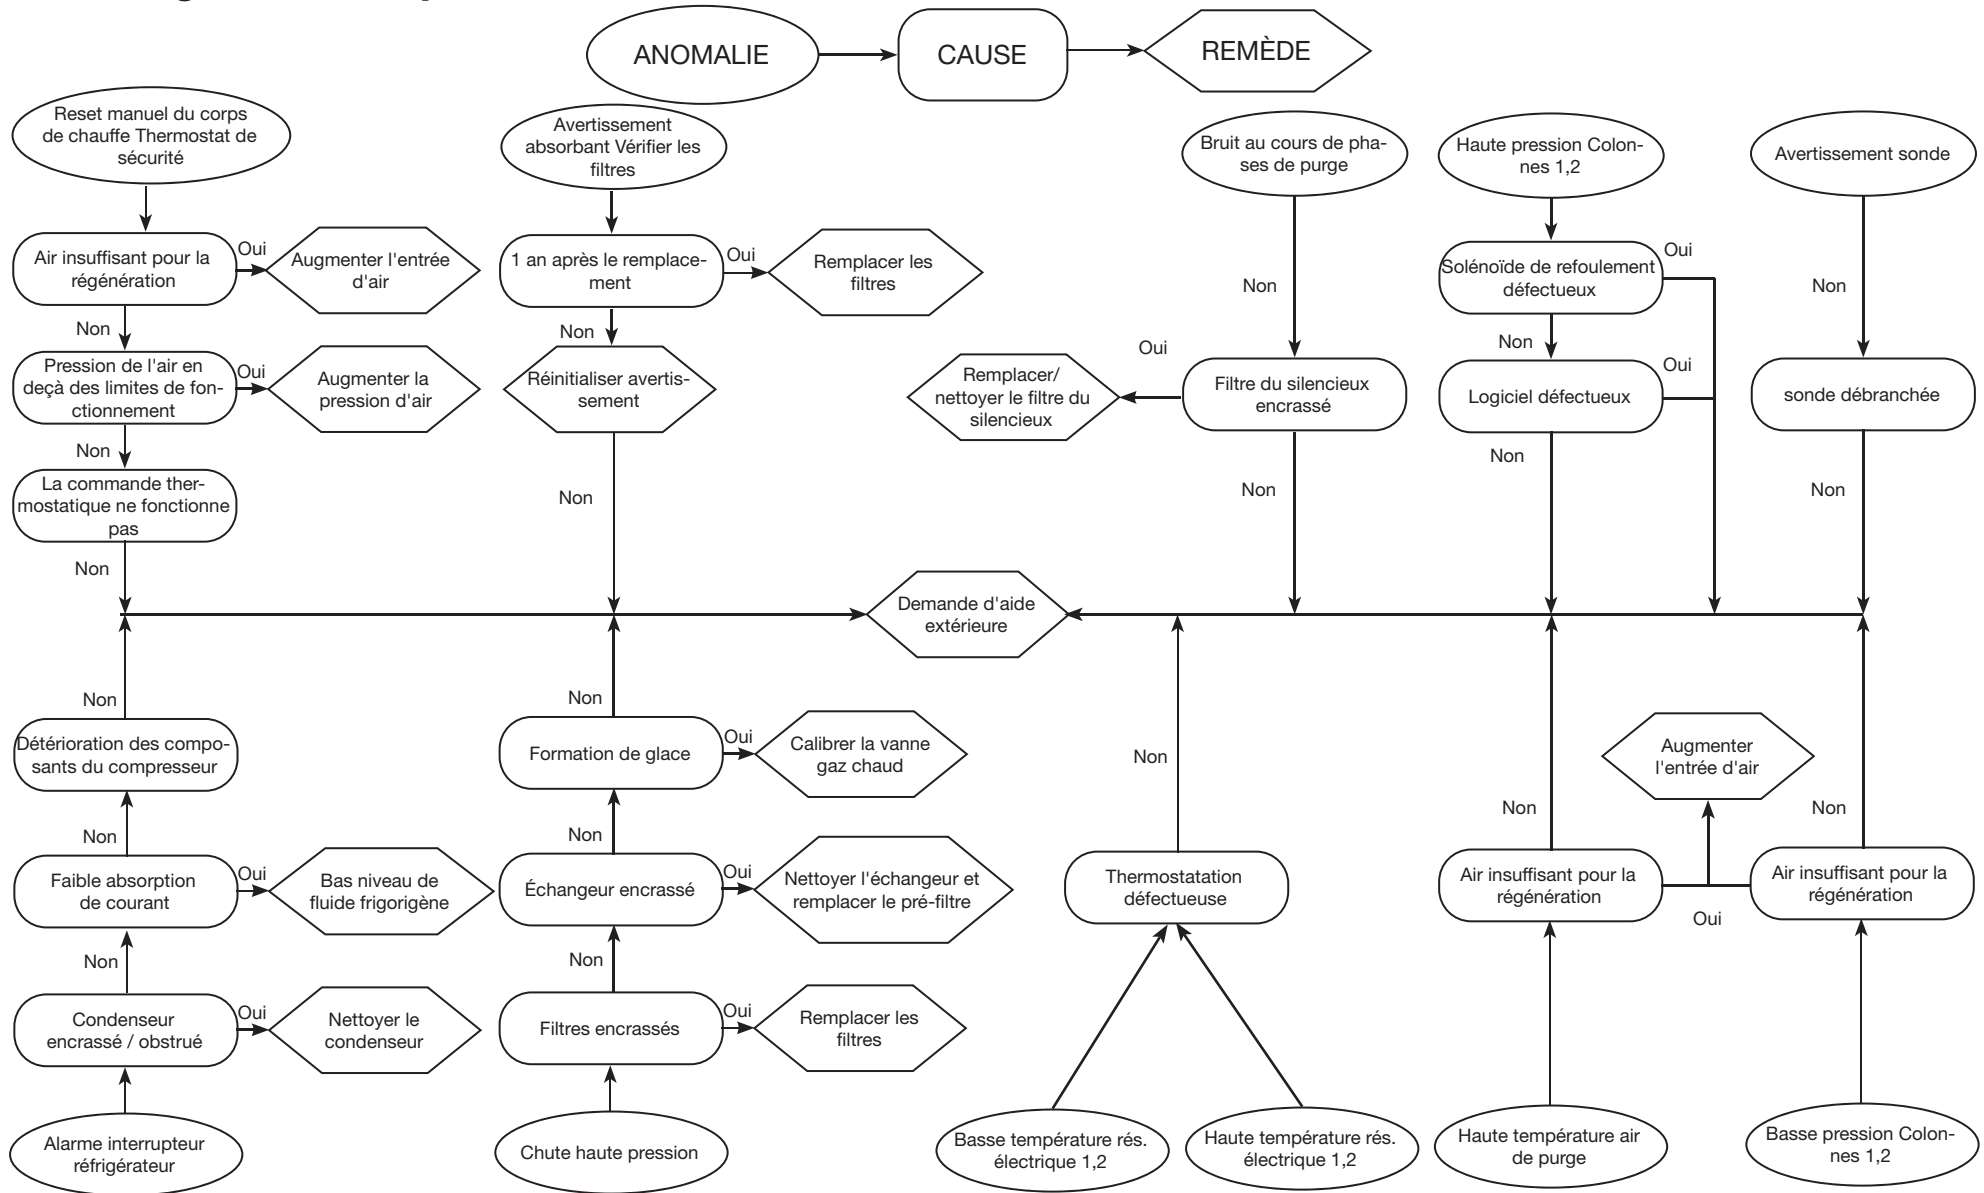 ANOMALIE
CAUSE
REMÈDE
Reset manuel du corps
de chauffe Thermostat de
sécurité
Avertissement
absorbant Vérifier les
filtres
Bruit au cours de pha-
ses de purge
Haute pression Colon-
nes 1,2
Avertissement sonde
Air insuffisant pour la
régénération
Oui
Augmenter l'entrée
d'air
1 an après le remplace-
ment
Oui
Remplacer les
filtres
Non
Solénoïde de refoulement
défectueux
Oui
Non
Non
Non
Non
Pression de l'air en
deçà des limites de fon-
ctionnement
Oui
Augmenter la
pression d'air
Réinitialiser avertis-
sement
Remplacer/
nettoyer le filtre du
silencieux
Oui
Filtre du silencieux
encrassé
Logiciel défectueux
Oui
sonde débranchée
Non
Non
Non
Non
Non
La commande ther-
mostatique ne fonctionne
pas
Non
Demande d'aide
extérieure
Non
Non
Détérioration des compo-
sants du compresseur
Formation de glace
Oui
Calibrer la vanne
gaz chaud
Non
Augmenter
l'entrée d'air
Non
Non
Non
Non
Faible absorption
de courant
Oui
Bas niveau de
fluide frigorigène
Échangeur encrassé
Oui
Nettoyer l'échangeur et
remplacer le pré-filtre
Thermostatation
défectueuse
Air insuffisant pour la
régénération
Oui
Air insuffisant pour la
régénération
Non
Non
Condenseur
encrassé / obstrué
Oui
Nettoyer le
condenseur
Filtres encrassés
Oui
Remplacer les
filtres
Alarme interrupteur
réfrigérateur
Chute haute pression
Basse température rés.
électrique 1,2
Haute température rés.
électrique 1,2
Haute température air
de purge
Basse pression Colon-
nes 1,2